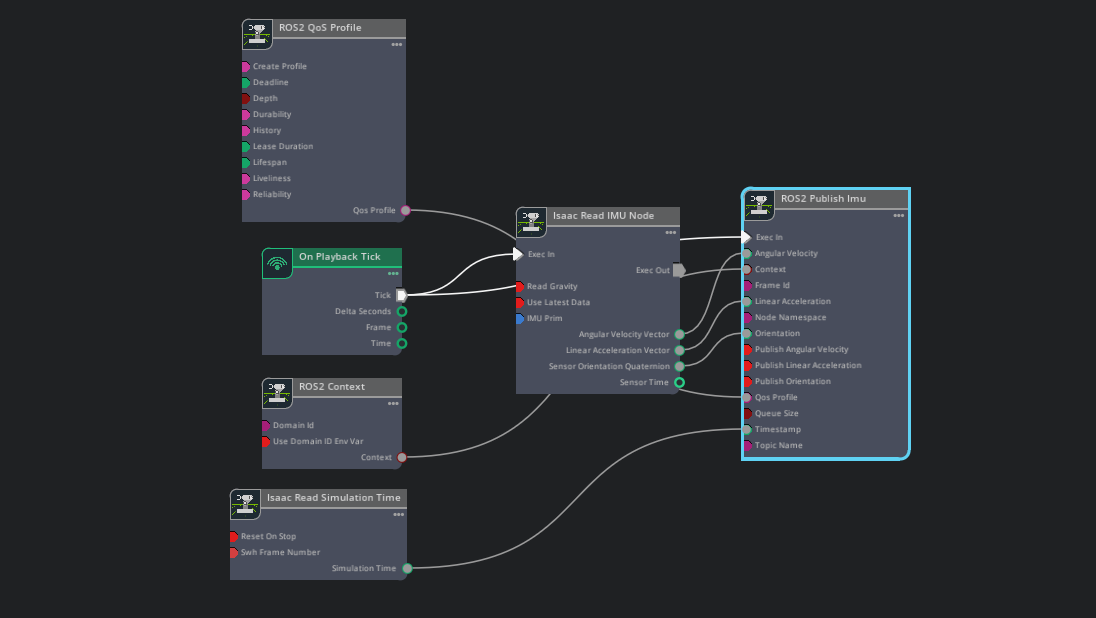 ROS2 QoS Profile
Create Profile
Deadline
Depth
Durability
History
Lease Duration
Lifespan
Liveliness
Reliability
Qos Profile
On Playback Tick
Tick
Delta Seconds
Frame
Time
ROS2 Context
Domain Id
Use Domain ID Env Var
Context
Isaac Read Simulation Time
Reset On Stop
Swh Frame Number
Simulation Time
Isaac Read IMU Node
Exec In
Exec Out
Read Gravity
Use Latest Data
IMU Prim
Angular Velocity Vector
Linear Acceleration Vector
Sensor Orientation Quaternion
Sensor Time
ROS2 Publish Imu
Exec In
Angular Velocity
Context
Frame Id
Linear Acceleration
Node Namespace
Orientation
Publish Angular Velocity
Publish Linear Acceleration
Publish Orientation
Qos Profile
Queue Size
Timestamp
Topic Name